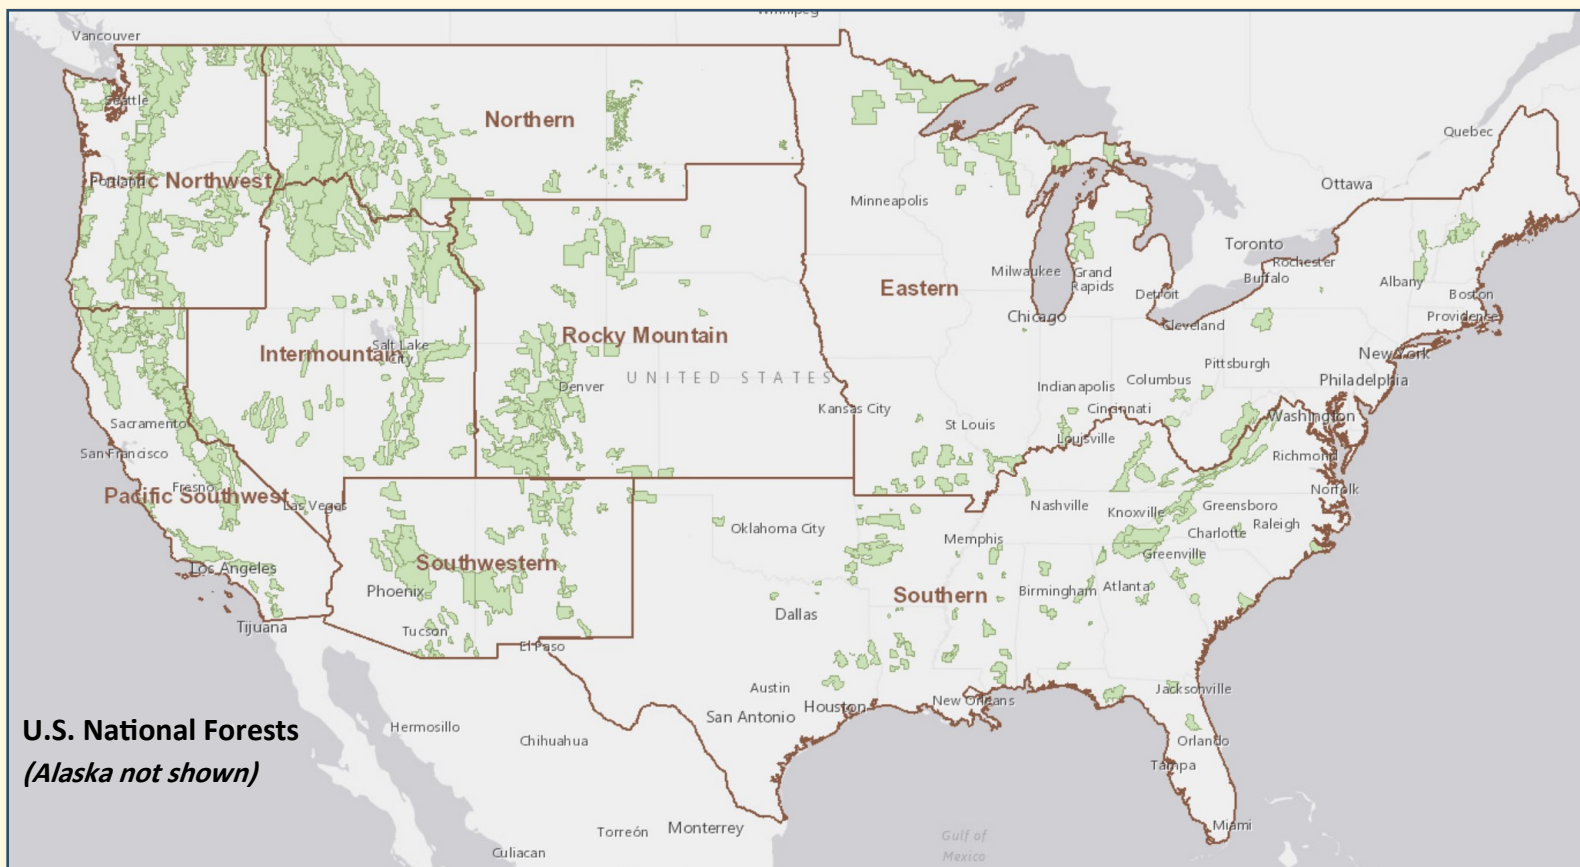 Winnipeg
Vancouver
Seattle
Northern
Quebec
Pacific Northwest
Portland
Ottawa
Minneapolis
Toronto
Rochester
Buffalo
Milwaukee
Grand
Rapids
Albany
Detroit
Boston
Eastern
Chicago
Cleveland
Providence
Rocky Mountain
Intermountain
Salt Lake
City
New York
Pittsburgh
UNITED STATES
Denver
Indianapolis
Columbus
Philadelphia
Kansas City
Cincinnati
Washington
Sacramento
St Louis
Louisville
San Francisco
Richmond
Fresno
Pacific Southwest
Las Vegas
Norfolk
Nashville
Knoxville
Greensboro
Oklahoma City
Raleigh
Charlotte
Memphis
Greenville
Southwestern
Los Angeles
Phoenix
Southern
Birmingham
Atlanta
Dallas
Tijuana
Tucson
El Paso
Austin
Jacksonville
Houston
New Orleans
San Antonio
Hermosillo
Chihuahua
U.S. National Forests
(Alaska not shown)
Orlando
Tampa
Torreón
Monterrey
Miami
Gulf of
Mexico
Culiacan